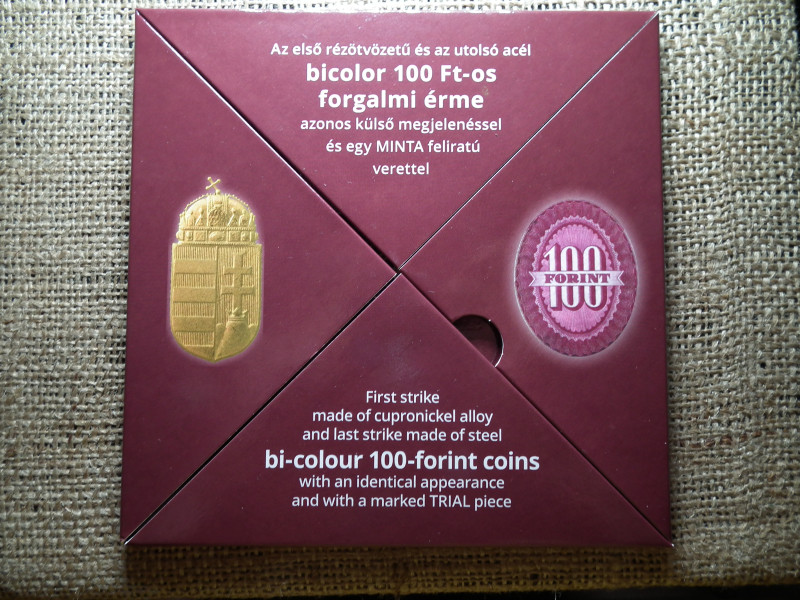 Az első rézötvözetű és az utolsó acél
bicolor 100 Ft-os
forgalmi érme
azonos külső megjelenéssel
és egy MINTA feliratú
verettel
100
FORINT
First strike
made of cupronickel alloy
and last strike made of steel
bi-colour 100-forint coins
with an identical appearance
and with a marked TRIAL piece